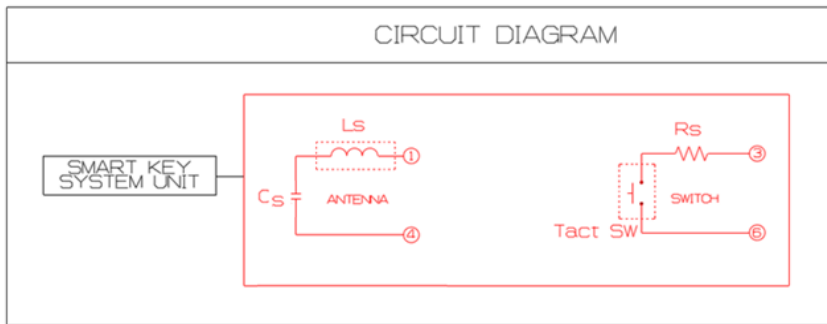 CIRCUIT DIAGRAM
SMART KEY
SYSTEM UNIT
Ls
1
Cs
ANTENNA
4
Rs
3
SWITCH
Tact SW
6